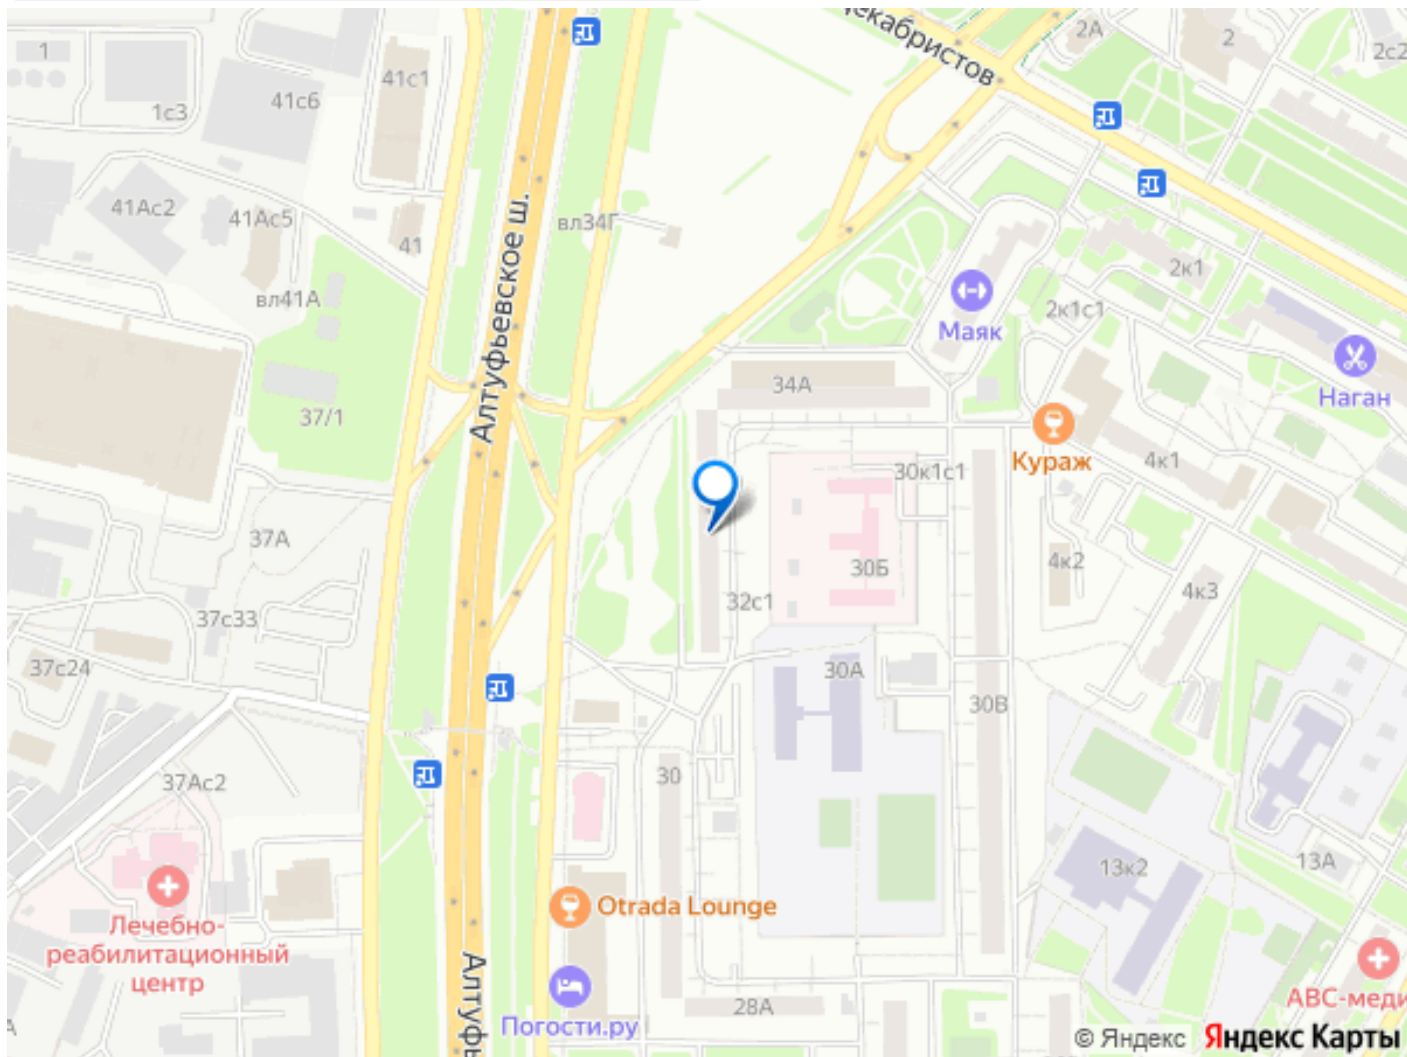 1
1с3
41с6
41с1
екабристов
2А
2
2с2
41Ас2
41Ас5
41
вл41А
вл34Г
Алтуфьевское ш.
2к1
2к1с1
Маяк
Наган
37/1
34А
Кураж
4к1
30к1с1
37А
30Б
4к2
4к3
32с1
37с33
37с24
30А
30В
37Ас2
30
13к2
13А
Лечебно-
реабилитационный
центр
Otrada Lounge
Погости.ру
28А
АВС-меди
Алтуфь
А
© Яндекс Яндекс Карты